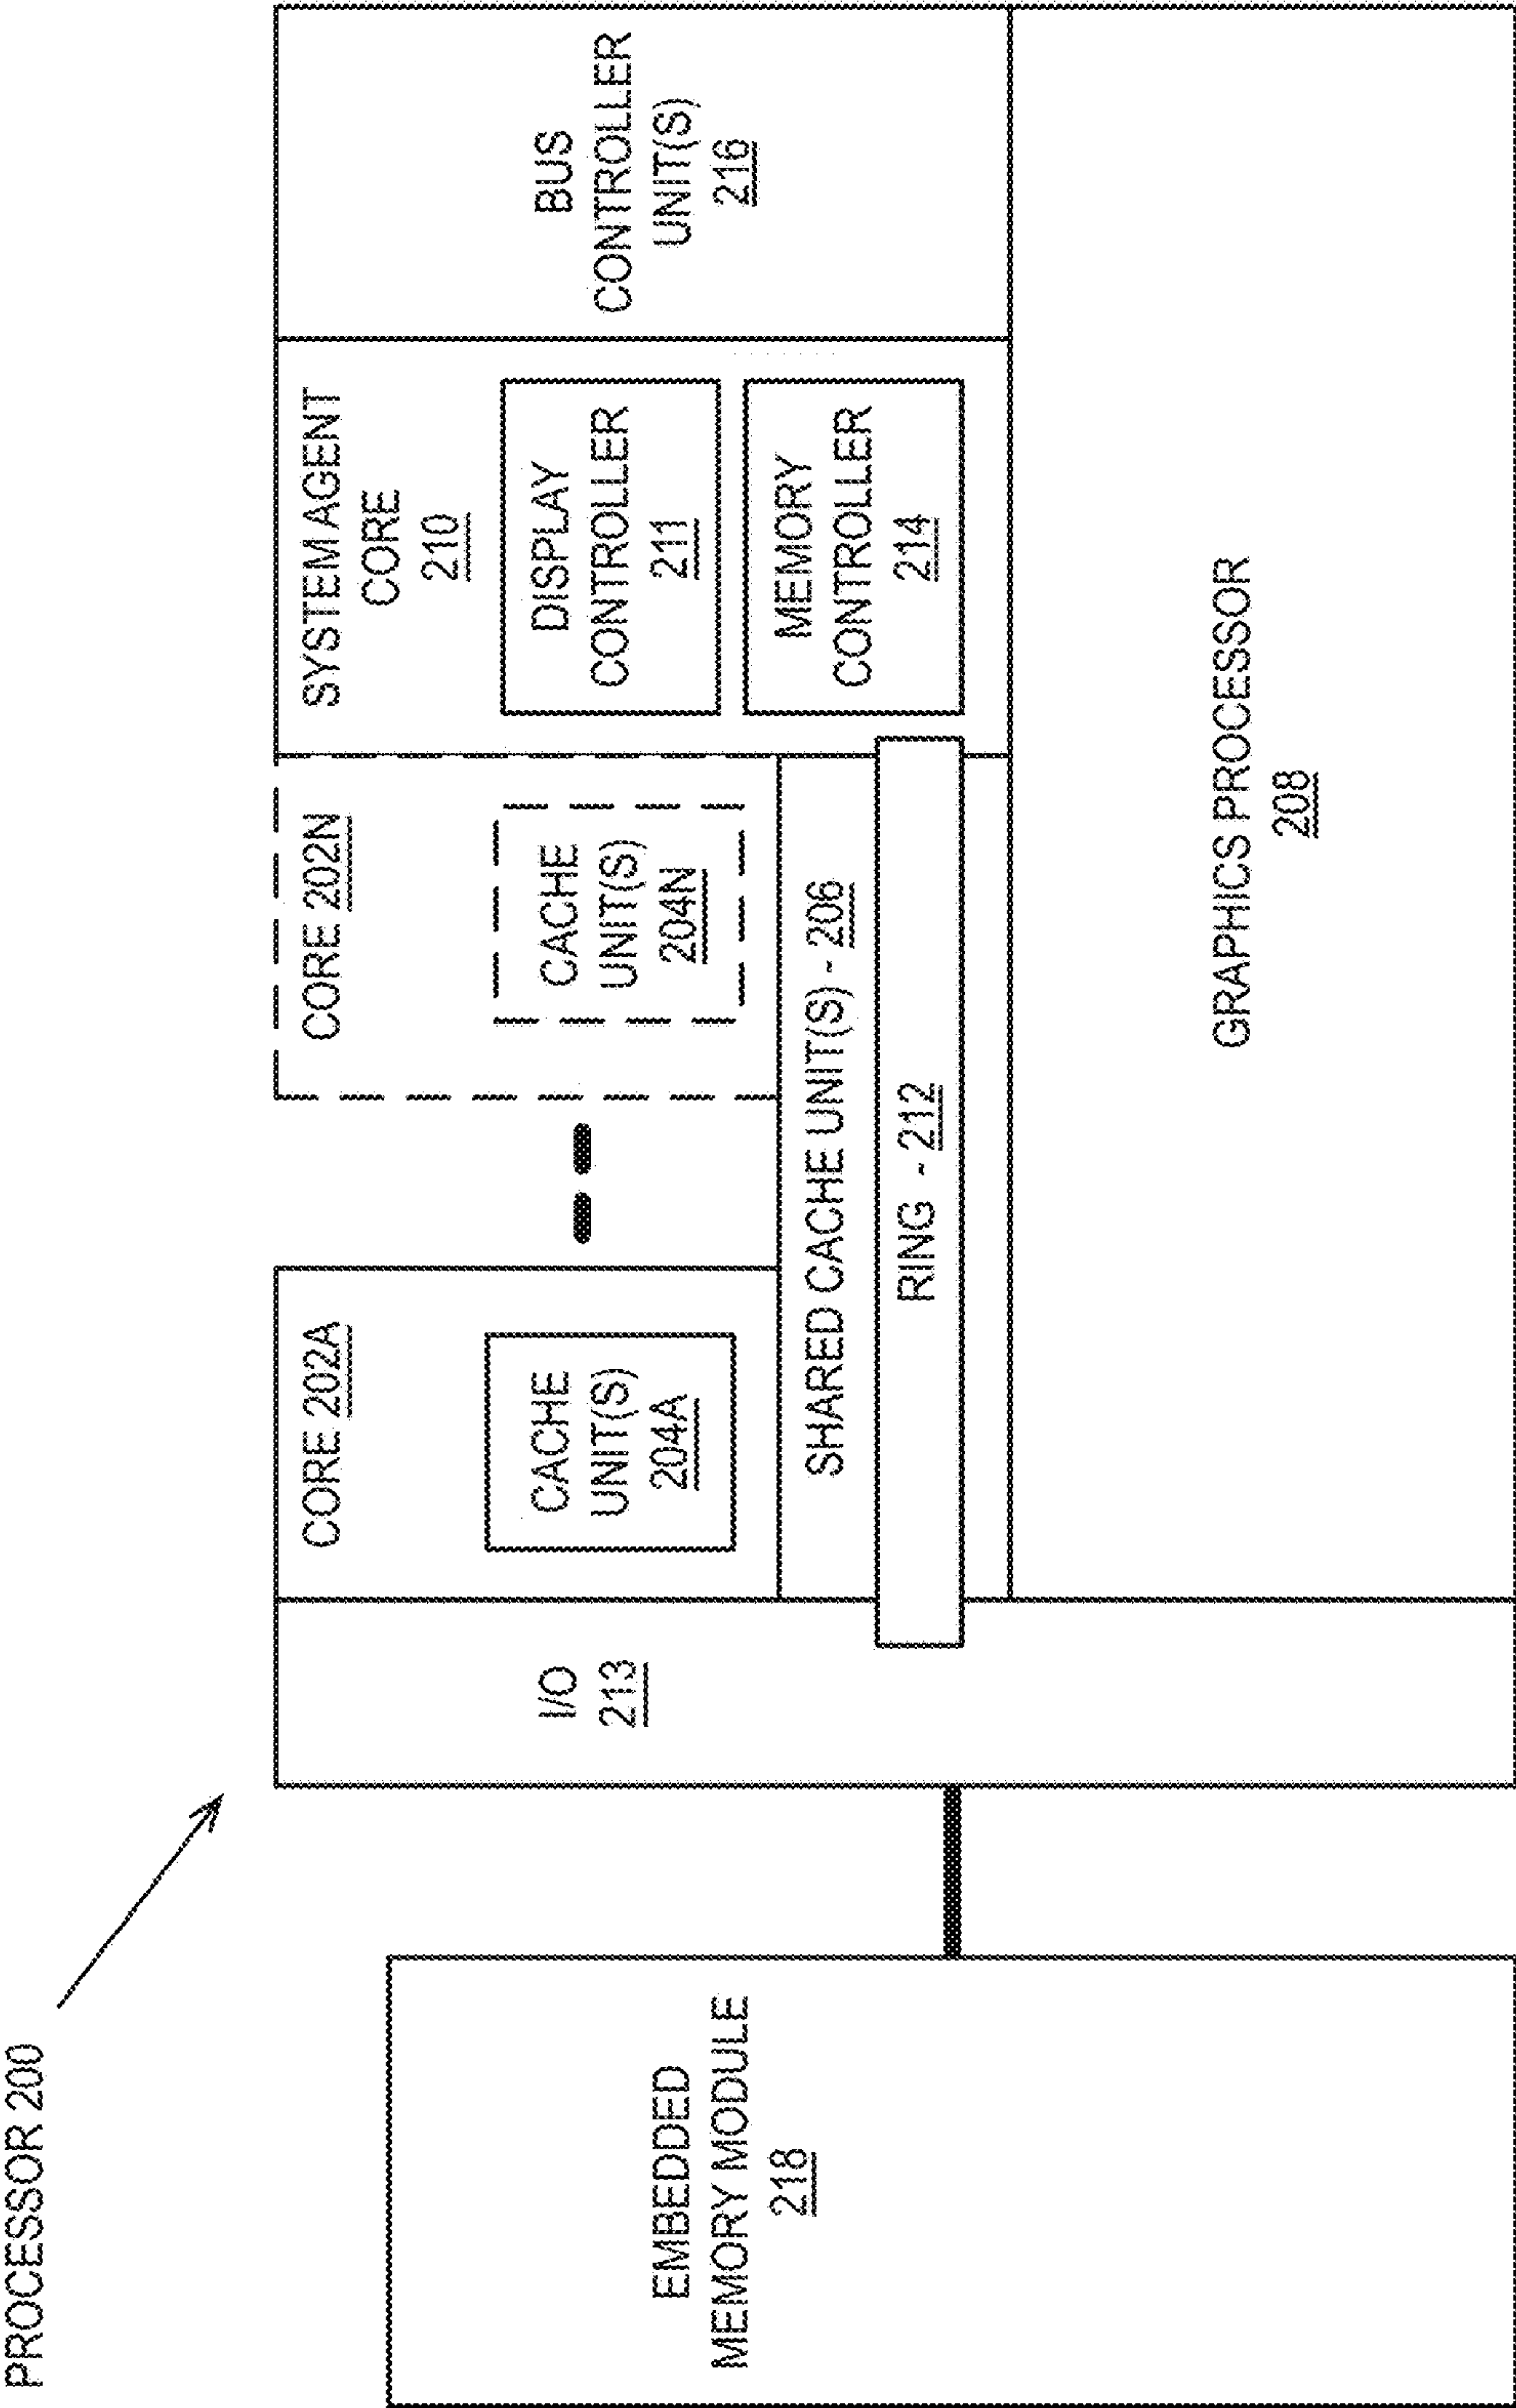 PROCESSOR 200
EMBEDDED
MEMORY MODULE
218
I/O
213
CORE 202A
CACHE
UNIT(S)
204A
CORE 202N
CACHE
UNIT(S)
204N
SHARED CACHE UNIT(S) - 206
RING - 212
SYSTEM AGENT
CORE
210
DISPLAY
CONTROLLER
211
MEMORY
CONTROLLER
214
BUS
CONTROLLER
UNIT(S)
216
GRAPHICS PROCESSOR
208